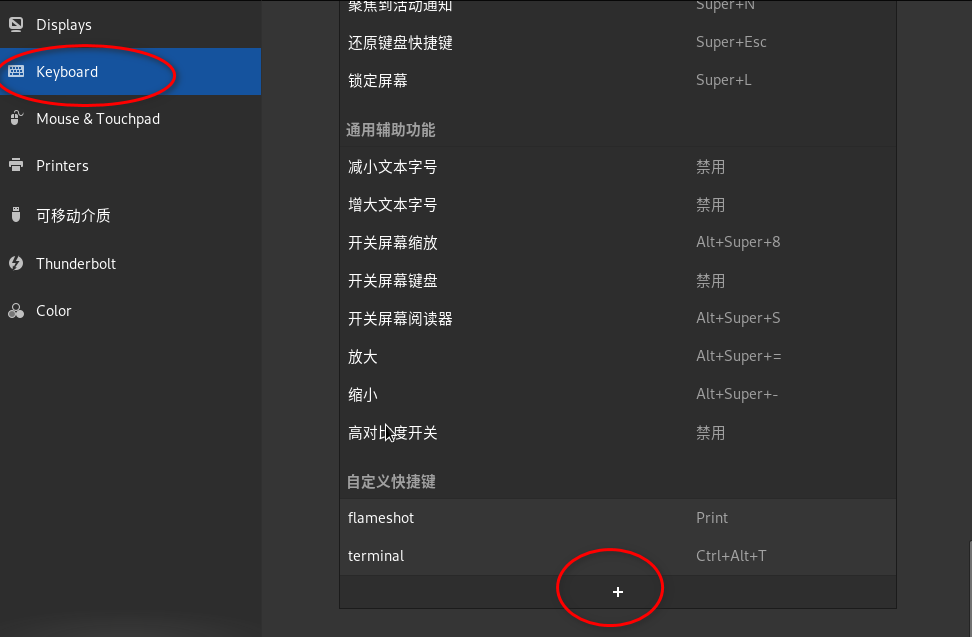 Displays
Keyboard
Mouse & Touchpad
Printers
可移动介质
Thunderbolt
Color
聚焦到活动通知 Super+N
还原键盘快捷键 Super+Esc
锁定屏幕 Super+L
通用辅助功能
减小文本字号 禁用
增大文本字号 禁用
开关屏幕缩放 Alt+Super+8
开关屏幕键盘 禁用
开关屏幕阅读器 Alt+Super+S
放大 Alt+Super+=
缩小 Alt+Super+-
高对比度开关 禁用
自定义快捷键
flameshot Print
terminal Ctrl+Alt+T
+